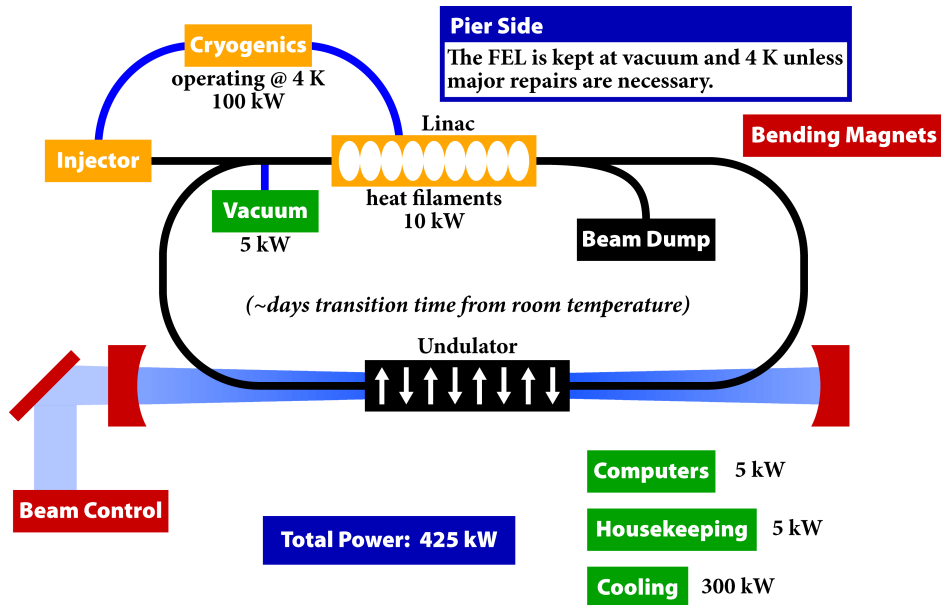 Pier Side
The FEL is kept at vacuum and 4 K unless
major repairs are necessary.
Cryogenics
operating @ 4 K
100 kW
Linac
Bending Magnets
Injector
heat filaments
10 kW
Vacuum
5 kW
Beam Dump
(~days transition time from room temperature)
Undulator
Computers 5 kW
Beam Control
Total Power: 425 kW
Housekeeping 5 kW
Cooling 300 kW